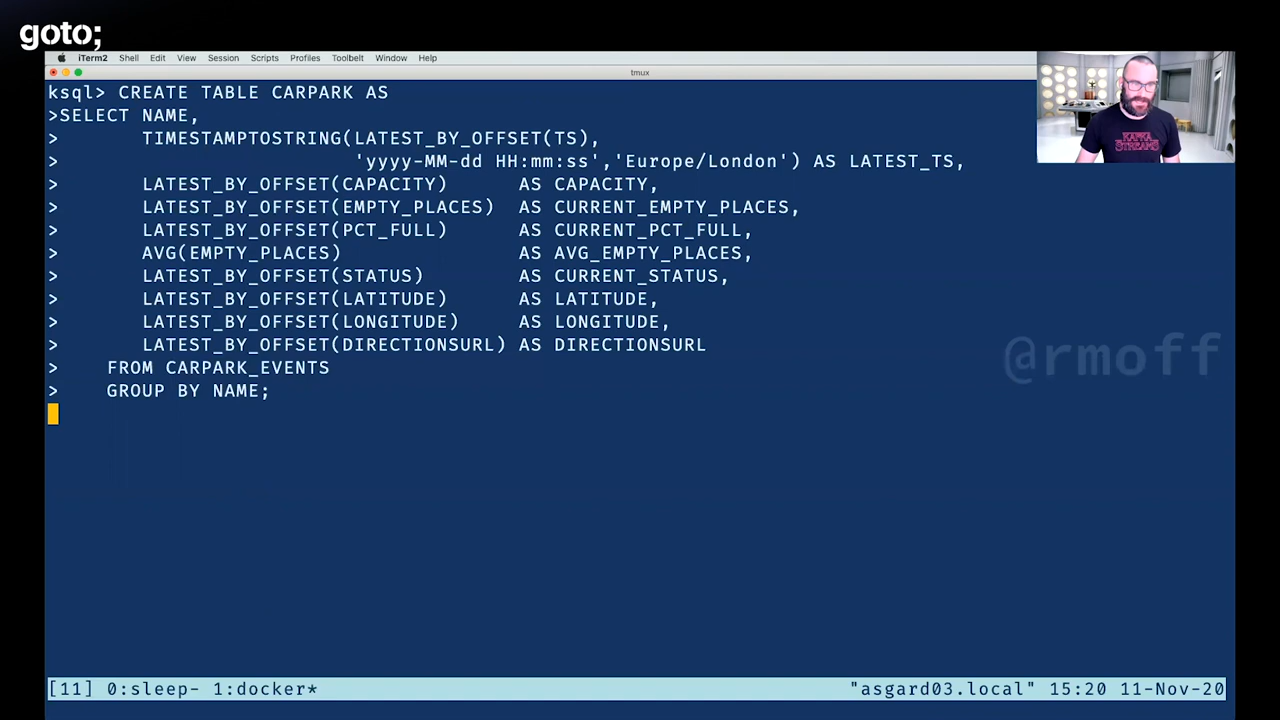 goto;
iTerm2 Shell Edit View Session Scripts Profiles Toolbelt Window Help
tmux
ksql> CREATE TABLE CARPARK AS
>SELECT NAME,
> TIMESTAMPTOSTRING(LATEST_BY_OFFSET(TS),
> 'yyyy-MM-dd HH:mm:ss','Europe/London') AS LATEST_TS,
> LATEST_BY_OFFSET(CAPACITY) AS CAPACITY,
> LATEST_BY_OFFSET(EMPTY_PLACES) AS CURRENT_EMPTY_PLACES,
> LATEST_BY_OFFSET(PCT_FULL) AS CURRENT_PCT_FULL,
> AVG(EMPTY_PLACES) AS AVG_EMPTY_PLACES,
> LATEST_BY_OFFSET(STATUS) AS CURRENT_STATUS,
> LATEST_BY_OFFSET(LATITUDE) AS LATITUDE,
> LATEST_BY_OFFSET(LONGITUDE) AS LONGITUDE,
> LATEST_BY_OFFSET(DIRECTIONSURL) AS DIRECTIONSURL
> FROM CARPARK_EVENTS
> GROUP BY NAME;
KAFKA
STREAMS
@rmoff
[11] 0:sleep- 1:docker* "asgard03.local" 15:20 11-Nov-20